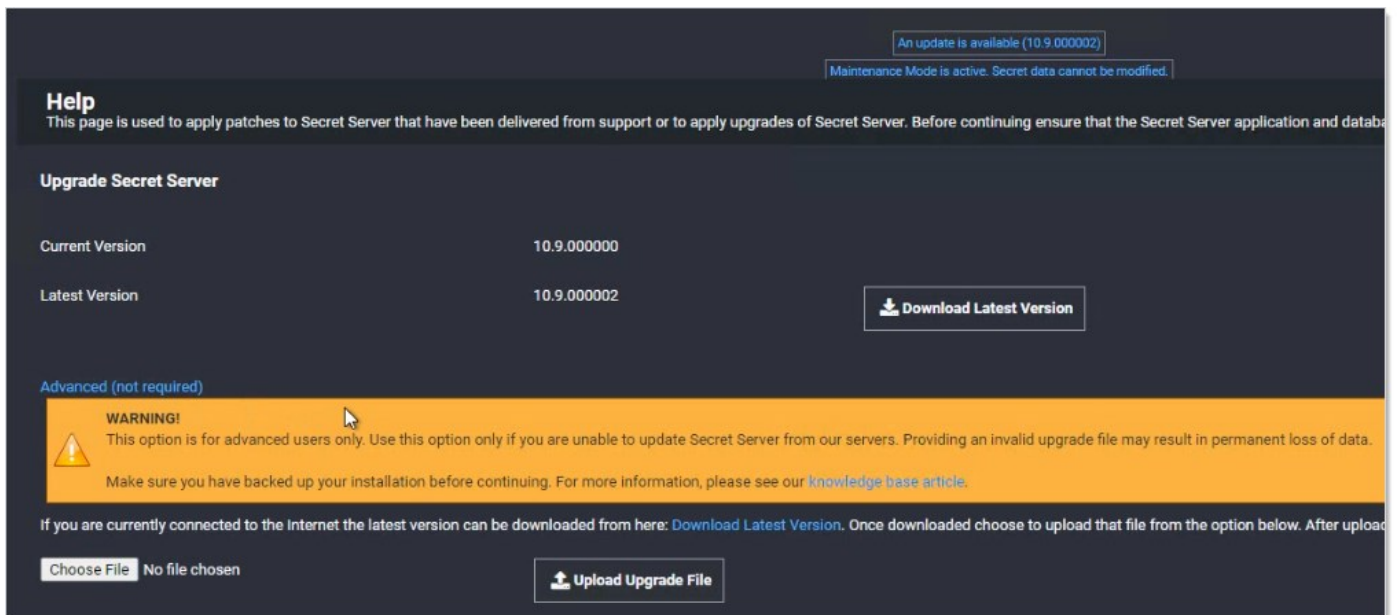 An update is available (10.9.000002)
Maintenance Mode is active. Secret data cannot be modified.
Help
This page is used to apply patches to Secret Server that have been delivered from support or to apply upgrades of Secret Server. Before continuing ensure that the Secret Server application and databa
Upgrade Secret Server
Current Version 10.9.000000
Latest Version 10.9.000002 Download Latest Version
Advanced (not required)
WARNING!
This option is for advanced users only. Use this option only if you are unable to update Secret Server from our servers. Providing an invalid upgrade file may result in permanent loss of data.
Make sure you have backed up your installation before continuing. For more information, please see our knowledge base article.
If you are currently connected to the Internet the latest version can be downloaded from here: Download Latest Version. Once downloaded choose to upload that file from the option below. After upload
Choose File No file chosen Upload Upgrade File